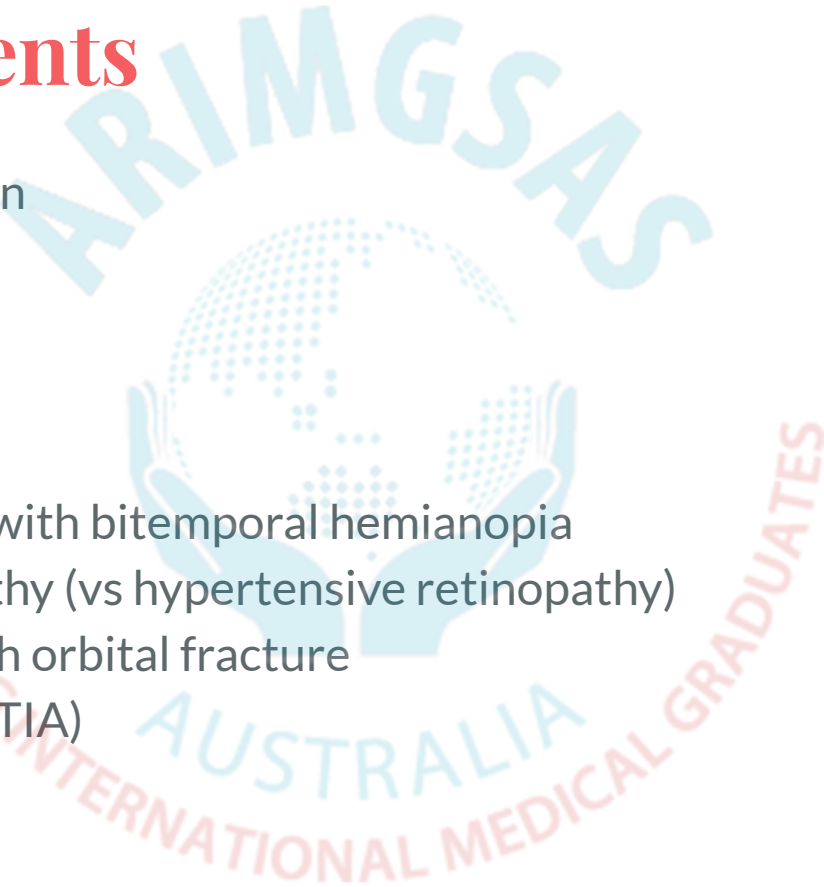 ents
n
with bitemporal hemianopia
thy (vs hypertensive retinopathy)
h orbital fracture
TIA)
ARIMGSAS
AUSTRALIA
INTERNATIONAL MEDICAL GRADUATES